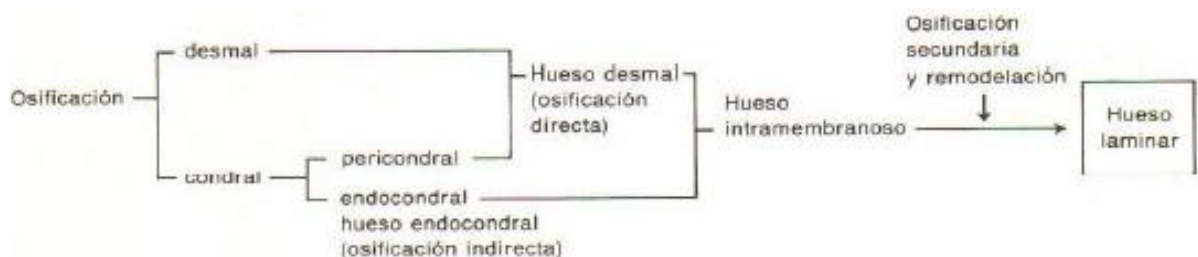 Osificación
desmal
condral
pericondral
endocondral
hueso endocondral
(osificación indirecta)
Hueso desmal
(osificación
directa)
Hueso
intramembranoso
Osificación
secundaria
y remodelación
Hueso
laminar